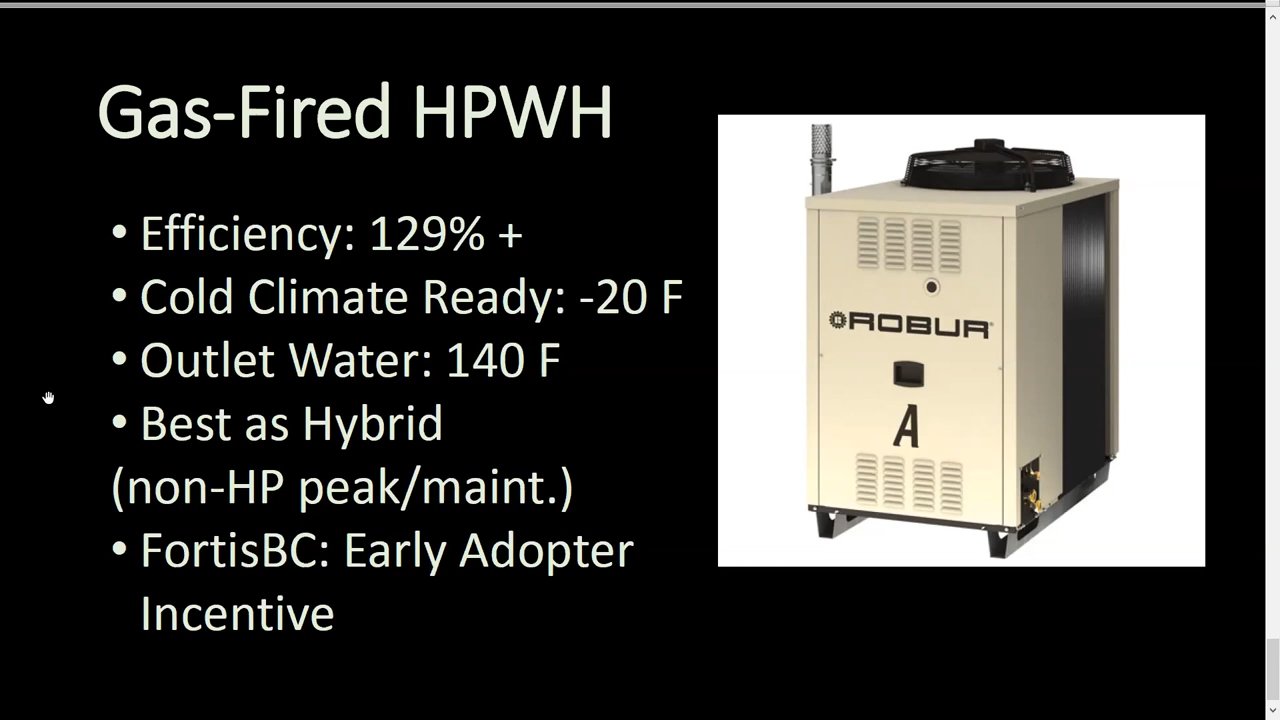 Gas-Fired HPWH
• Efficiency: 129% +
• Cold Climate Ready: -20 F
• Outlet Water: 140 F
• Best as Hybrid
(non-HP peak/maint.)
• FortisBC: Early Adopter
Incentive
ROBUR
A